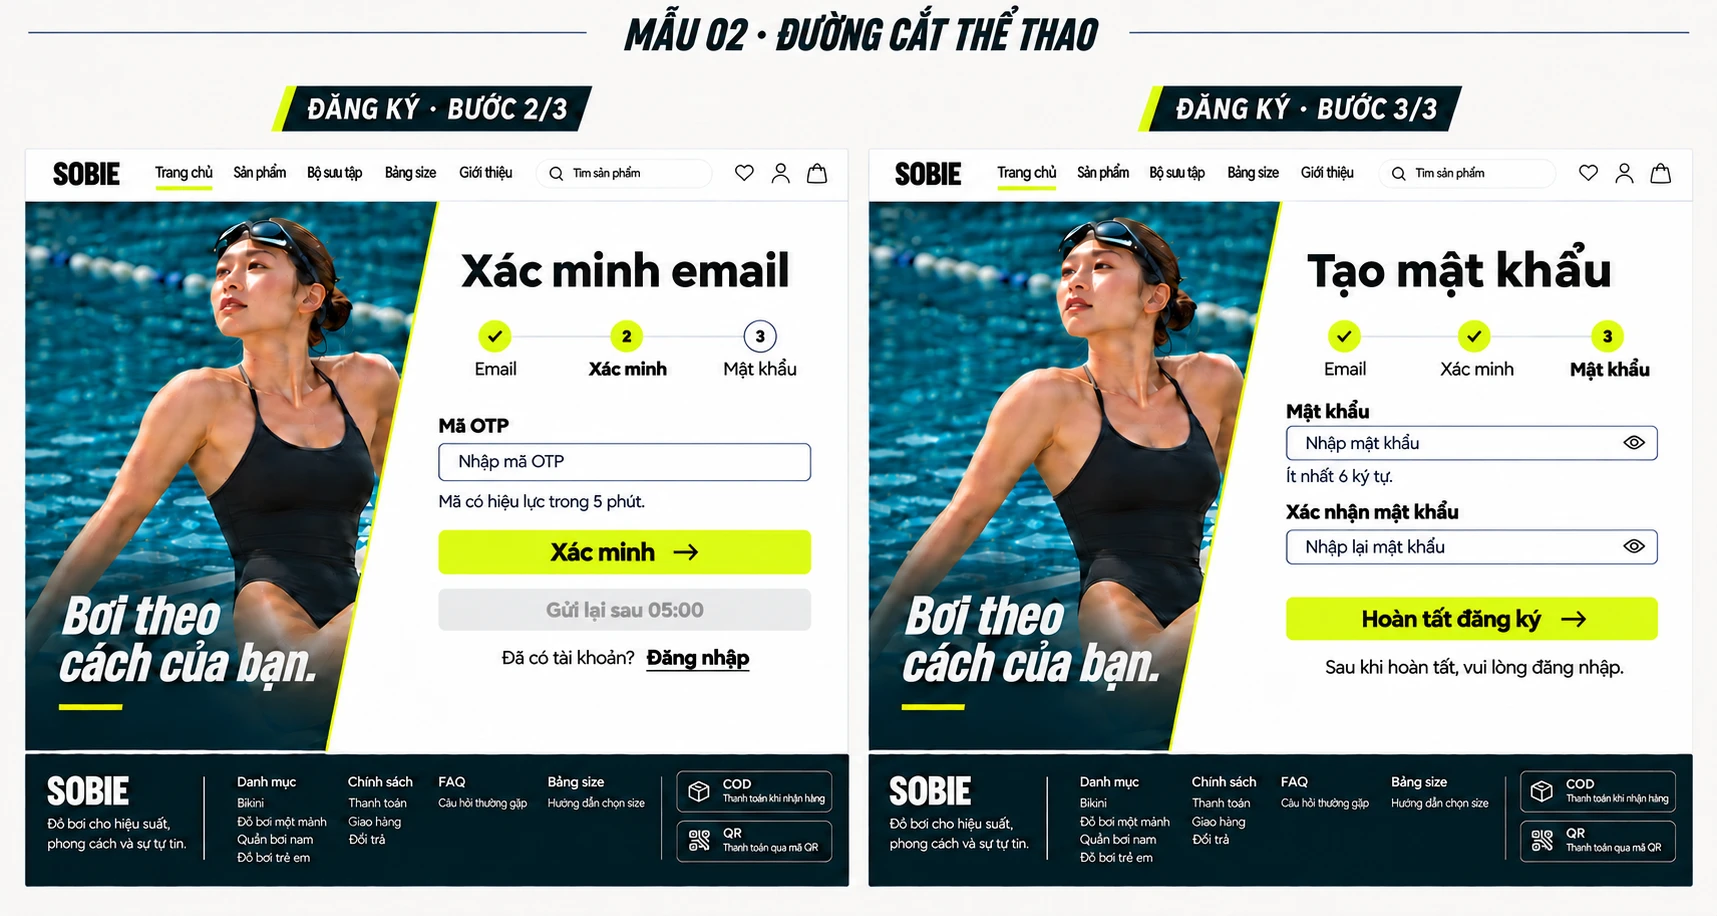 MẪU 02 · ĐƯỜNG CẮT THỂ THAO
ĐĂNG KÝ · BƯỚC 2/3
SOBIE
Trang chủ
Sản phẩm
Bộ sưu tập
Bảng size
Giới thiệu
Tìm sản phẩm
Bơi theo
cách của bạn.
Xác minh email
2
3
Email
Xác minh
Mật khẩu
Mã OTP
Nhập mã OTP
Mã có hiệu lực trong 5 phút.
Xác minh →
Gửi lại sau 05:00
Đã có tài khoản? Đăng nhập
SOBIE
Đồ bơi cho hiệu suất,
phong cách và sự tự tin.
Danh mục
Bikini
Đồ bơi một mảnh
Quần bơi nam
Đồ bơi trẻ em
Chính sách
Thanh toán
Giao hàng
Đổi trả
FAQ
Câu hỏi thường gặp
Bảng size
Hướng dẫn chọn size
COD
Thanh toán khi nhận hàng
QR
Thanh toán qua mã QR
ĐĂNG KÝ · BƯỚC 3/3
SOBIE
Trang chủ
Sản phẩm
Bộ sưu tập
Bảng size
Giới thiệu
Tìm sản phẩm
Bơi theo
cách của bạn.
Tạo mật khẩu
3
Email
Xác minh
Mật khẩu
Mật khẩu
Nhập mật khẩu
Ít nhất 6 ký tự.
Xác nhận mật khẩu
Nhập lại mật khẩu
Hoàn tất đăng ký →
Sau khi hoàn tất, vui lòng đăng nhập.
SOBIE
Đồ bơi cho hiệu suất,
phong cách và sự tự tin.
Danh mục
Bikini
Đồ bơi một mảnh
Quần bơi nam
Đồ bơi trẻ em
Chính sách
Thanh toán
Giao hàng
Đổi trả
FAQ
Câu hỏi thường gặp
Bảng size
Hướng dẫn chọn size
COD
Thanh toán khi nhận hàng
QR
Thanh toán qua mã QR